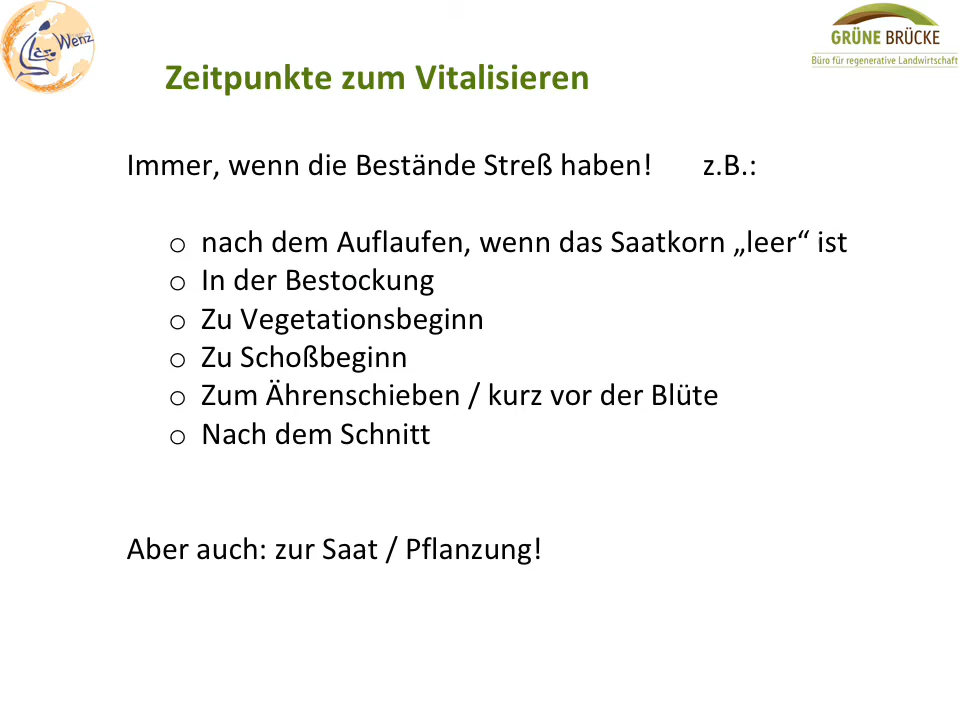 Wenz
GRÜNE BRÜCKE
Büro für regenerative Landwirtschaft
Zeitpunkte zum Vitalisieren
Immer, wenn die Bestände Streß haben! z.B.:
o nach dem Auflaufen, wenn das Saatkorn „leer“ ist
o In der Bestockung
o Zu Vegetationsbeginn
o Zu Schoßbeginn
o Zum Ährenschieben / kurz vor der Blüte
o Nach dem Schnitt
Aber auch: zur Saat / Pflanzung!